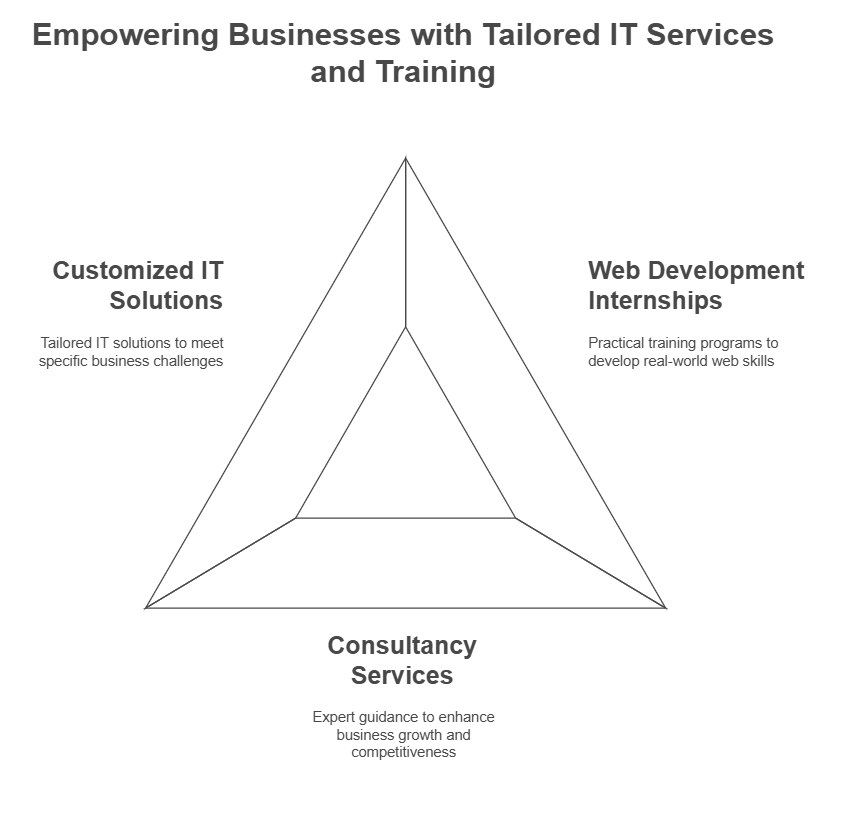 Empowering Businesses with Tailored IT Services
and Training
Customized IT
Solutions
Tailored IT solutions to meet
specific business challenges
Web Development
Internships
Practical training programs to
develop real-world web skills
Consultancy
Services
Expert guidance to enhance
business growth and
competitiveness